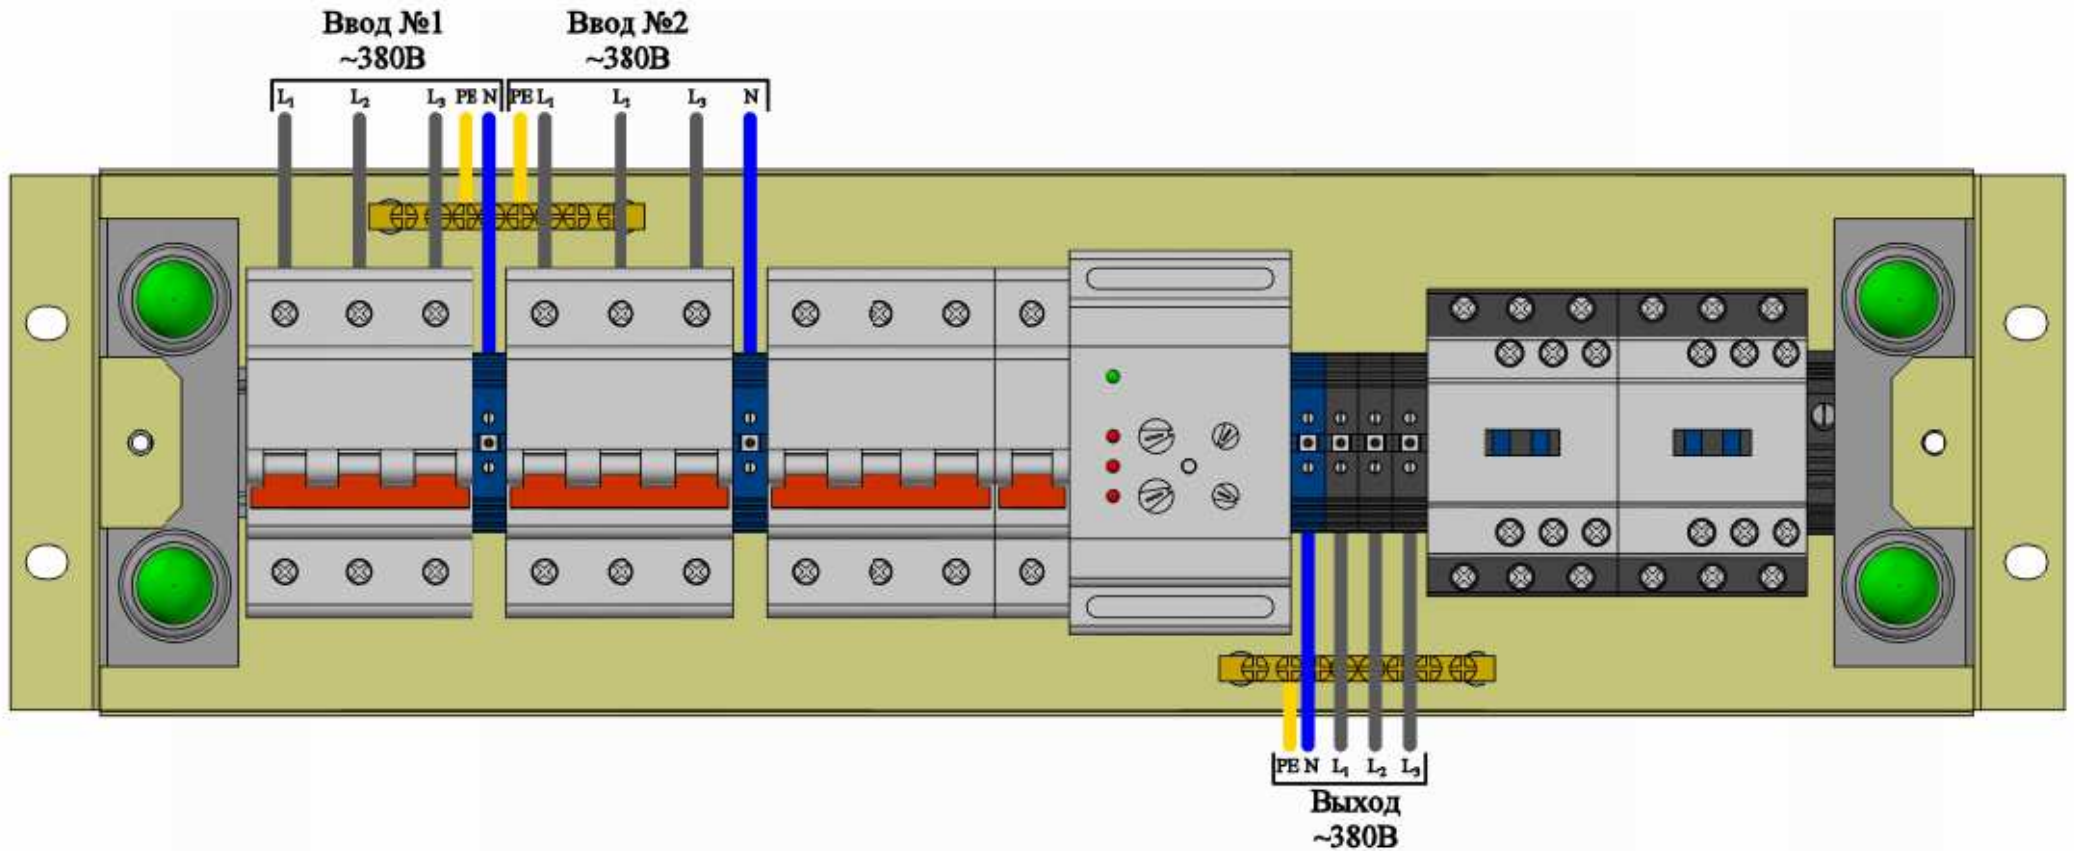 Ввод №1 Ввод №2
~380В ~380В
L₁ L₂ L₃ PE N PE L₁ L₂ L₃ N
PE N L₁ L₂ L₃
Выход
~380В